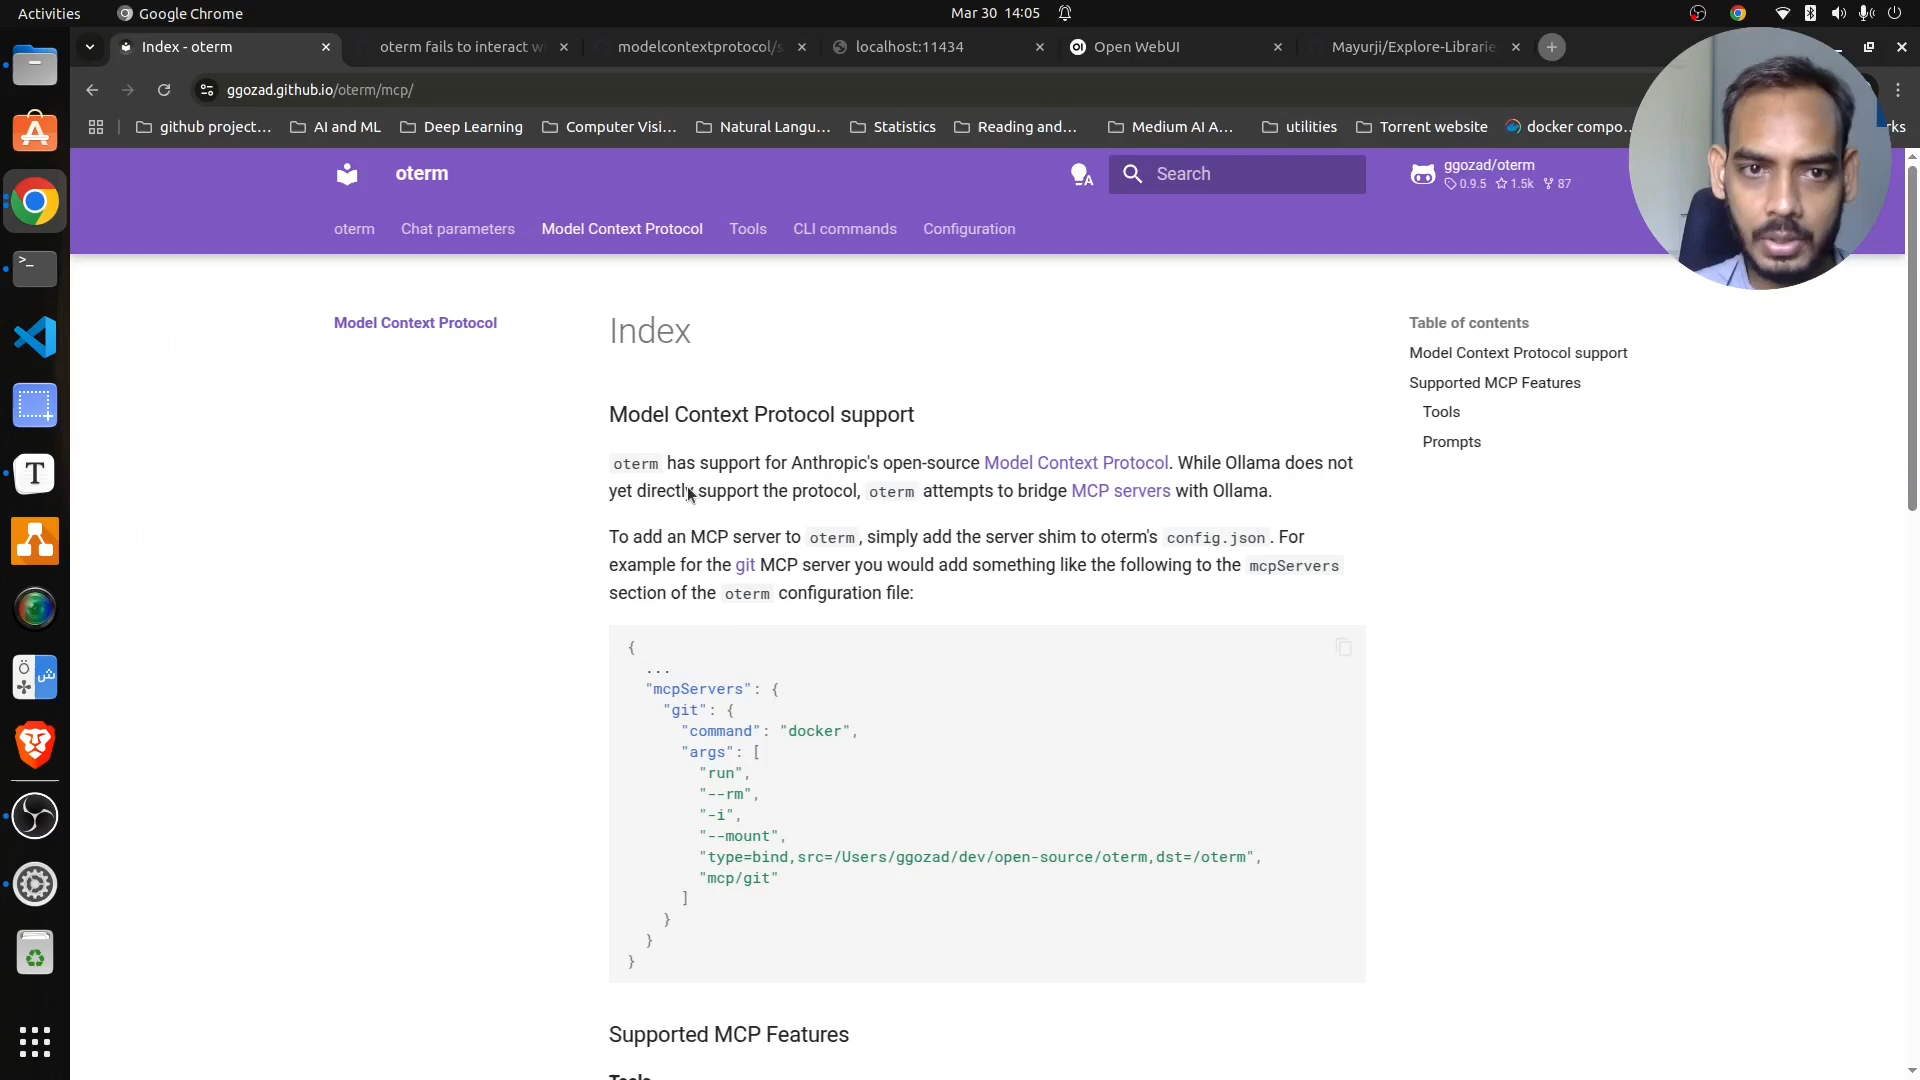 Activities
Google Chrome
Mar 30 14:05
Index - oterm
oterm fails to interact w
modelcontextprotocol/s
localhost:11434
Open WebUI
Mayurji/Explore-Librarie
ggozad.github.io/oterm/mcp/
github project...
AI and ML
Deep Learning
Computer Visi...
Natural Langu...
Statistics
Reading and...
Medium AI A...
utilities
Torrent website
docker compo...
rks
oterm
Search
ggozad/oterm
0.9.5 1.5k 87
oterm
Chat parameters
Model Context Protocol
Tools
CLI commands
Configuration
Model Context Protocol
Index
Model Context Protocol support
oterm has support for Anthropic's open-source Model Context Protocol. While Ollama does not
yet directly support the protocol, oterm attempts to bridge MCP servers with Ollama.
To add an MCP server to oterm, simply add the server shim to oterm's config.json. For
example for the git MCP server you would add something like the following to the mcpServers
section of the oterm configuration file:
{
...
"mcpServers": {
"git": {
"command": "docker",
"args": [
"run",
"--rm",
"-i",
"--mount",
"type=bind,src=/Users/ggozad/dev/open-source/oterm,dst=/oterm",
"mcp/git"
]
}
}
}
Supported MCP Features
Tools
Table of contents
Model Context Protocol support
Supported MCP Features
Tools
Prompts